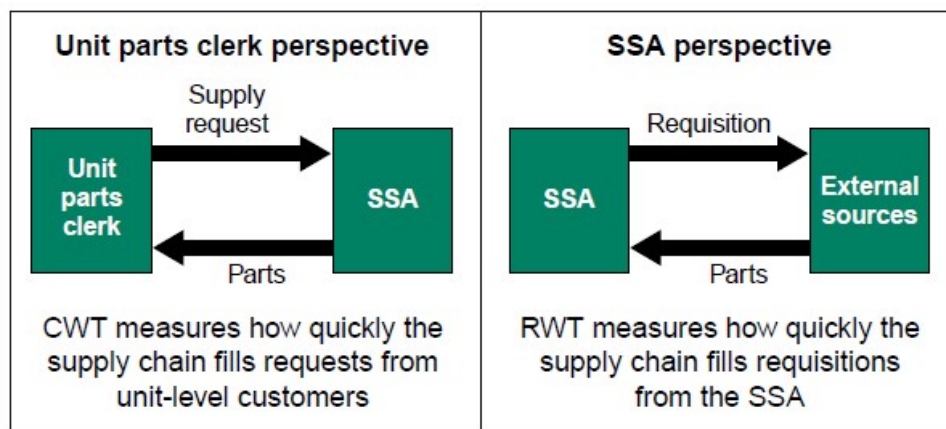 Unit parts clerk perspective
Supply
request
Unit
parts
clerk
SSA
Parts
CWT measures how quickly the
supply chain fills requests from
unit-level customers
SSA perspective
Requisition
SSA
External
sources
Parts
RWT measures how quickly the
supply chain fills requisitions
from the SSA